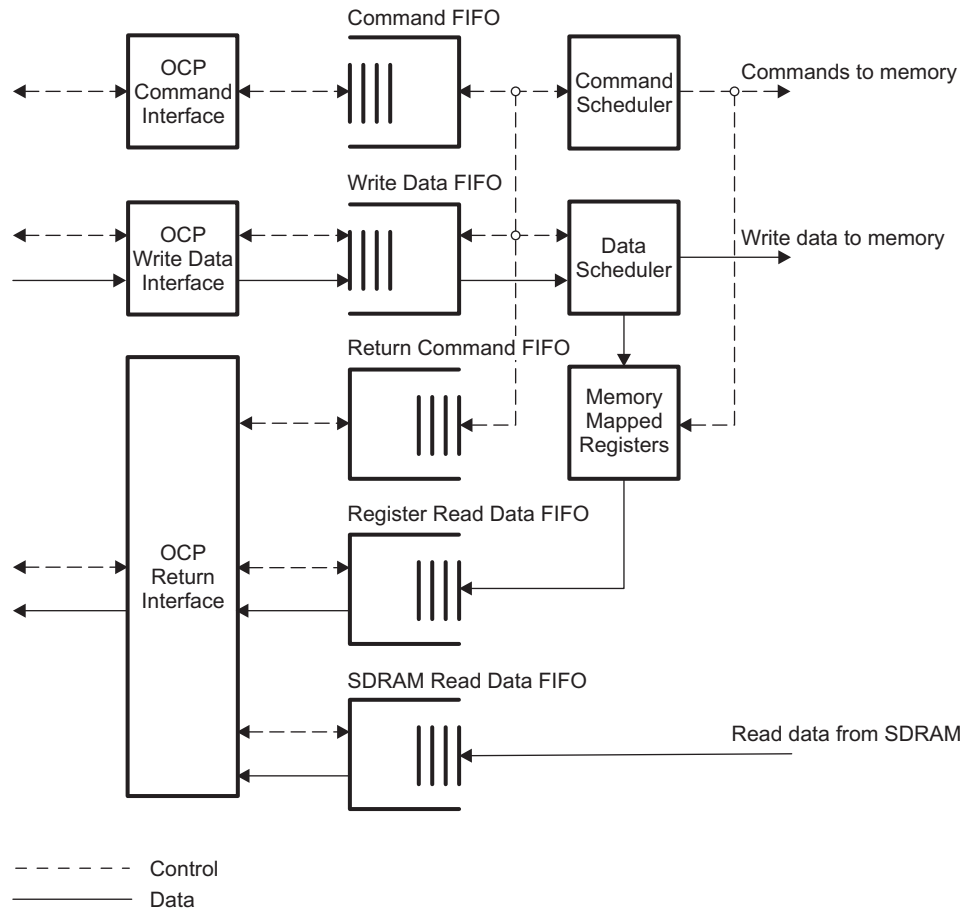 Command FIFO
OCP
Command
Interface
Command
Scheduler
Commands to memory
Write Data FIFO
OCP
Write Data
Interface
Data
Scheduler
Write data to memory
Return Command FIFO
Memory
Mapped
Registers
Register Read Data FIFO
OCP
Return
Interface
SDRAM Read Data FIFO
Read data from SDRAM
Control
Data